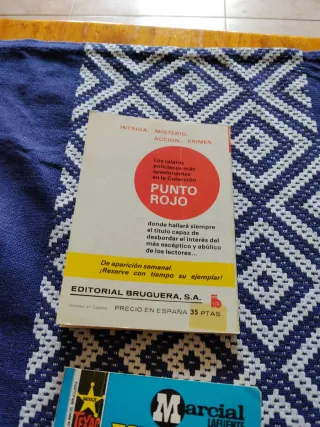 INTRIGA. MISTERIO.
ACCION. CRIMEN.
Los relatos
policíacos más
apasionantes
en la Colección
PUNTO
ROJO
donde hallará siempre
el título capaz de
desbordar el interés del
más escéptico y abúlico
de los lectores...
De aparición semanal.
¡Reserve con tiempo su ejemplar!
EDITORIAL BRUGUERA, S.A.
Impreso en España
PRECIO EN ESPAÑA 35 PTAS.
Marcial
LAFUENTE
TEXAS